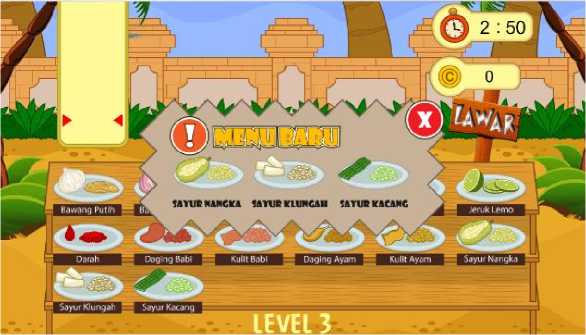 2 : 50
0
LAWAR
!
X
MENU BARU
SAYUR NANGKA SAYUR KLUNGAH SAYUR KACANG
Bawang Putih Ba Jeruk Lemo
Darah Daging Babi Kulit Babi Daging Ayam Kulit Ayam Sayur Nangka
Sayur Klungah Sayur Kacang
LEVEL 3